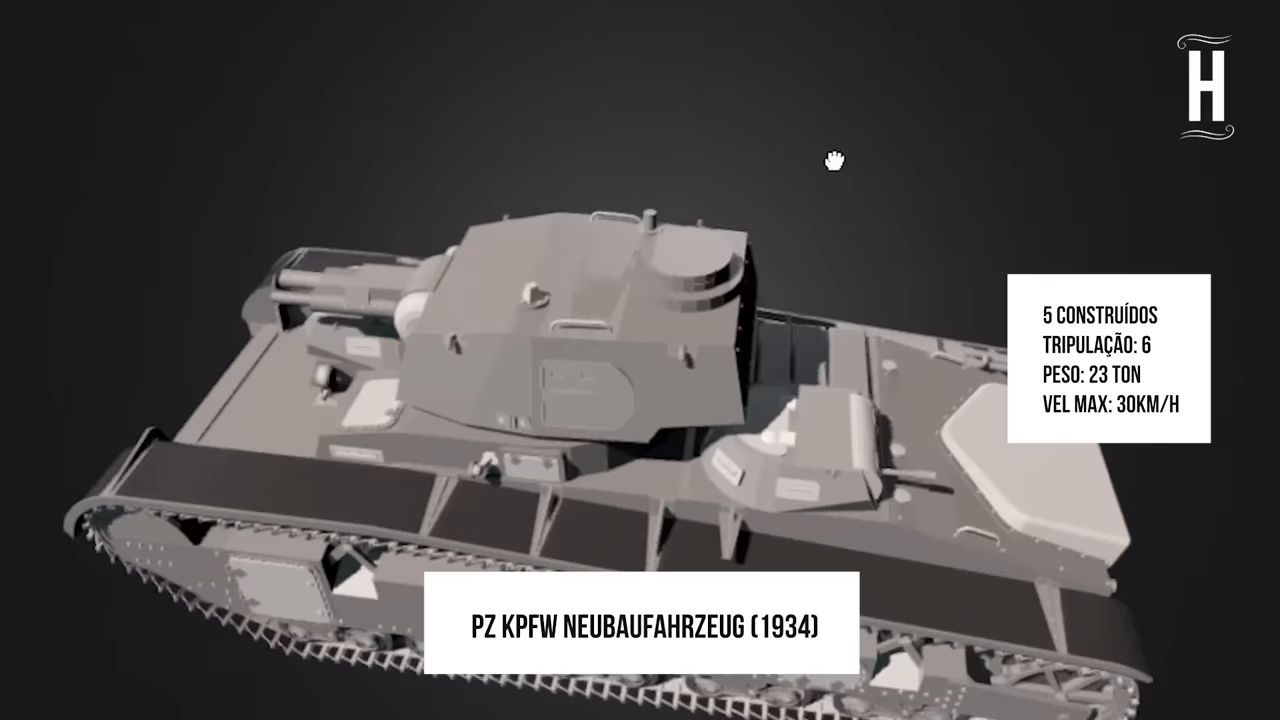 H
5 CONSTRUÍDOS
TRIPULAÇÃO: 6
PESO: 23 TON
VEL MAX: 30KM/H
PZ KPFW NEUBAUFAHRZEUG (1934)